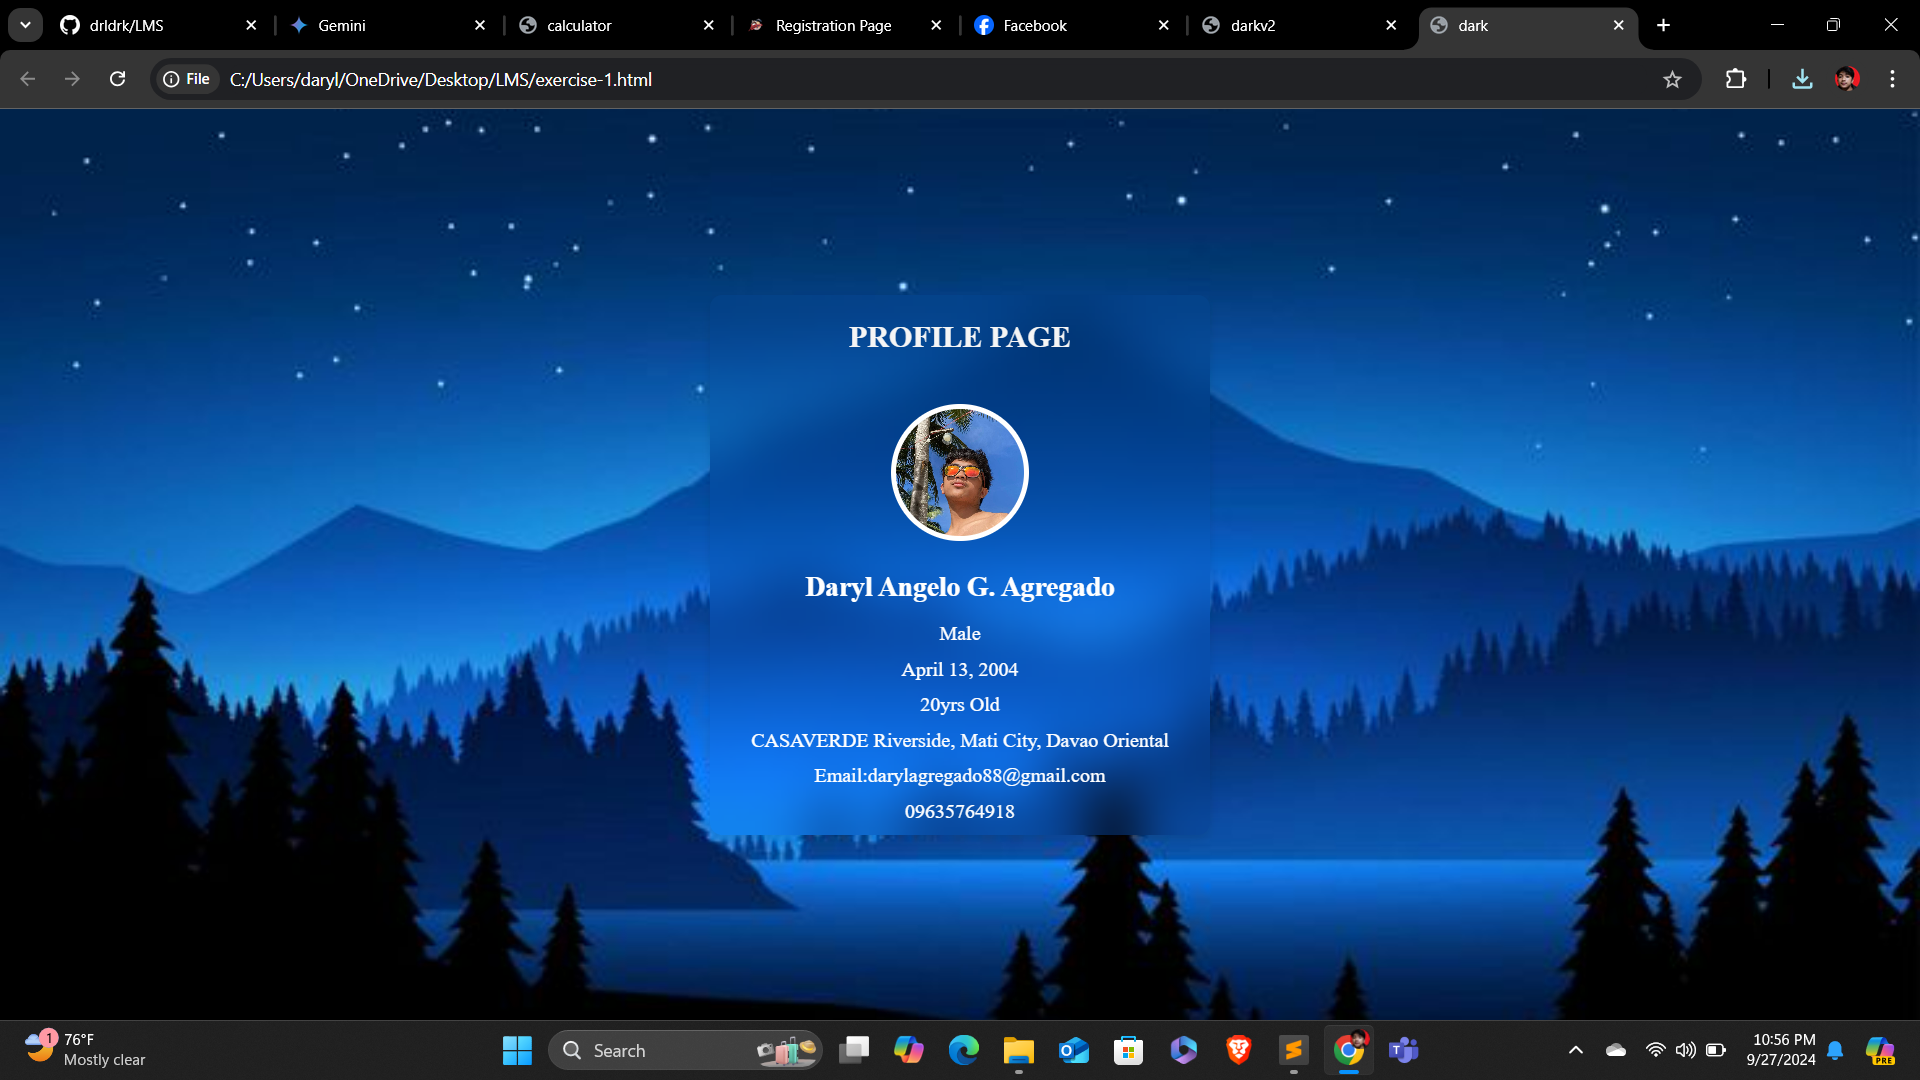 drldrk/LMS
Gemini
calculator
Registration Page
Facebook
darkv2
dark
File
C:/Users/daryl/OneDrive/Desktop/LMS/exercise-1.html
PROFILE PAGE
Daryl Angelo G. Agregado
Male
April 13, 2004
20yrs Old
CASAVERDE Riverside, Mati City, Davao Oriental
Email:darylagregado88@gmail.com
09635764918
1
76°F
Mostly clear
Search
10:56 PM
9/27/2024
PRE